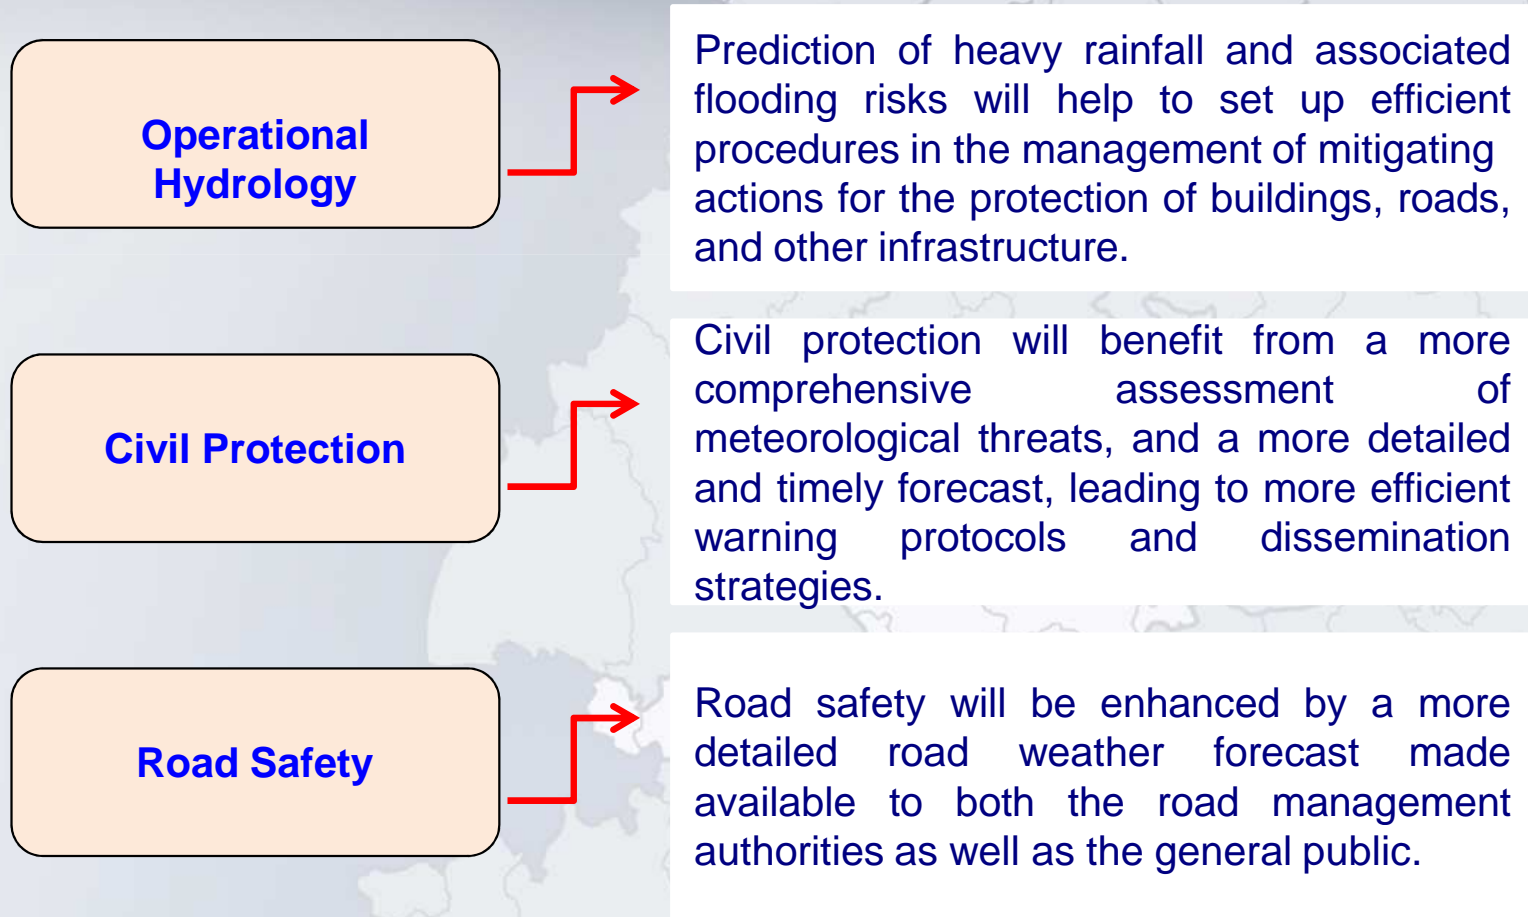 Operational
Hydrology
Prediction of heavy rainfall and associated
flooding risks will help to set up efficient
procedures in the management of mitigating
actions for the protection of buildings, roads,
and other infrastructure.
Civil Protection
Civil protection will benefit from a more
comprehensive assessment of
meteorological threats, and a more detailed
and timely forecast, leading to more efficient
warning protocols and dissemination
strategies.
Road Safety
Road safety will be enhanced by a more
detailed road weather forecast made
available to both the road management
authorities as well as the general public.